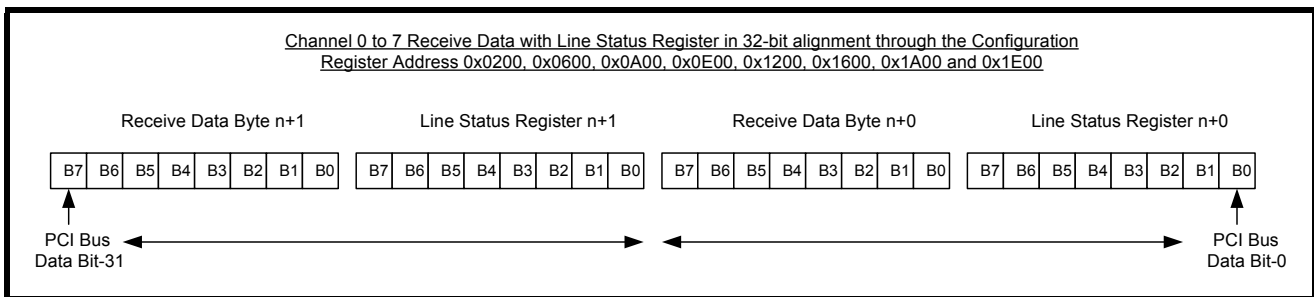 Channel 0 to 7 Receive Data with Line Status Register in 32-bit alignment through the Configuration
Register Address 0x0200, 0x0600, 0x0A00, 0x0E00, 0x1200, 0x1600, 0x1A00 and 0x1E00
Receive Data Byte n+1 Line Status Register n+1 Receive Data Byte n+0 Line Status Register n+0
B7 B6 B5 B4 B3 B2 B1 B0 B7 B6 B5 B4 B3 B2 B1 B0 B7 B6 B5 B4 B3 B2 B1 B0 B7 B6 B5 B4 B3 B2 B1 B0
PCI Bus PCI Bus
Data Bit-31 Data Bit-0